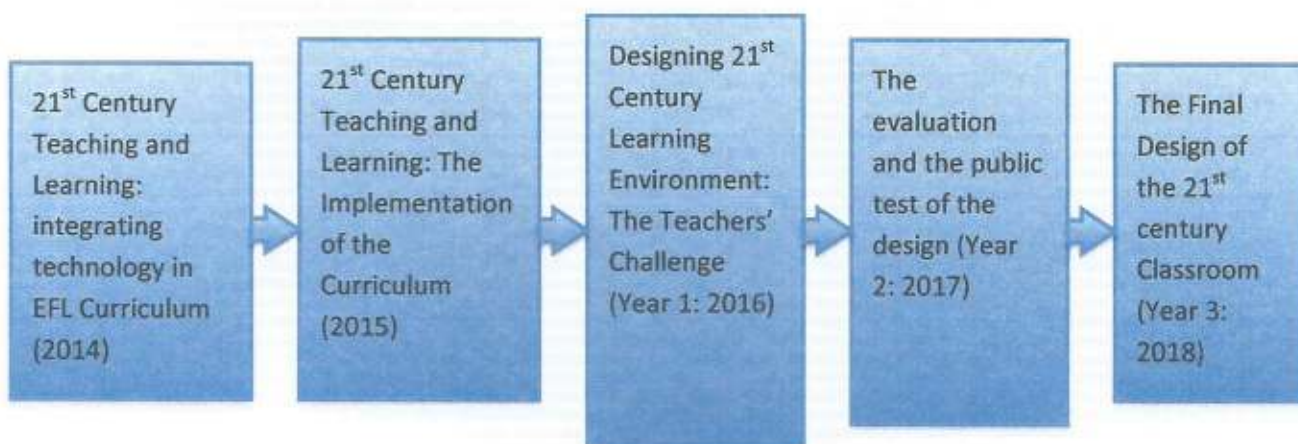 21st Century
Teaching and
Learning:
integrating
technology in
EFL Curriculum
(2014)
21st Century
Teaching and
Learning: The
Implementation
of the
Curriculum
(2015)
Designing 21st
Century
Learning
Environment:
The Teachers'
Challenge
(Year 1: 2016)
The
evaluation
and the public
test of the
design (Year
2: 2017)
The Final
Design of
the 21st
century
Classroom
(Year 3:
2018)